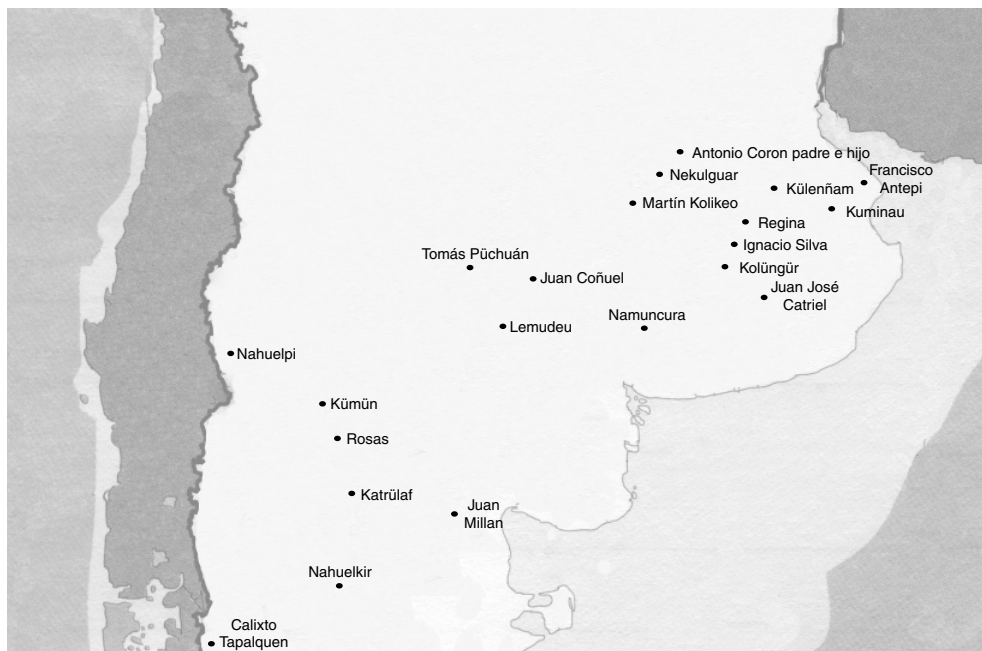 Antonio Coron padre e hijo
Francisco
Antepi
Nekulguar
Külenñam
Martín Kolikeo
Kuminau
Regina
Ignacio Silva
Tomás Püchuán
Kolüngür
Juan Coñuel
Juan José
Catriel
Namuncura
Lemudeu
Nahuelpi
Kümün
Rosas
Katrülaf
Juan
Millan
Nahuelkir
Calixto
Tapalquen